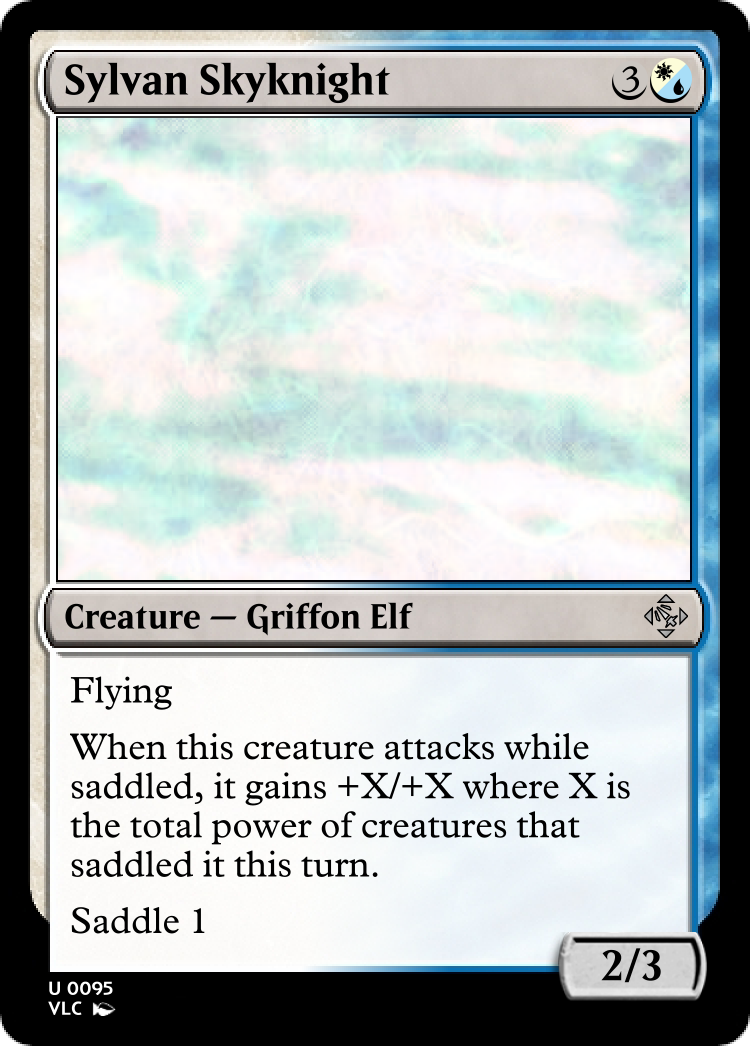 Sylvan Skyknight 3
Creature — Griffon Elf
Flying
When this creature attacks while
saddled, it gains +X/+X where X is
the total power of creatures that
saddled it this turn.
Saddle 1
2/3
U 0095
VLC